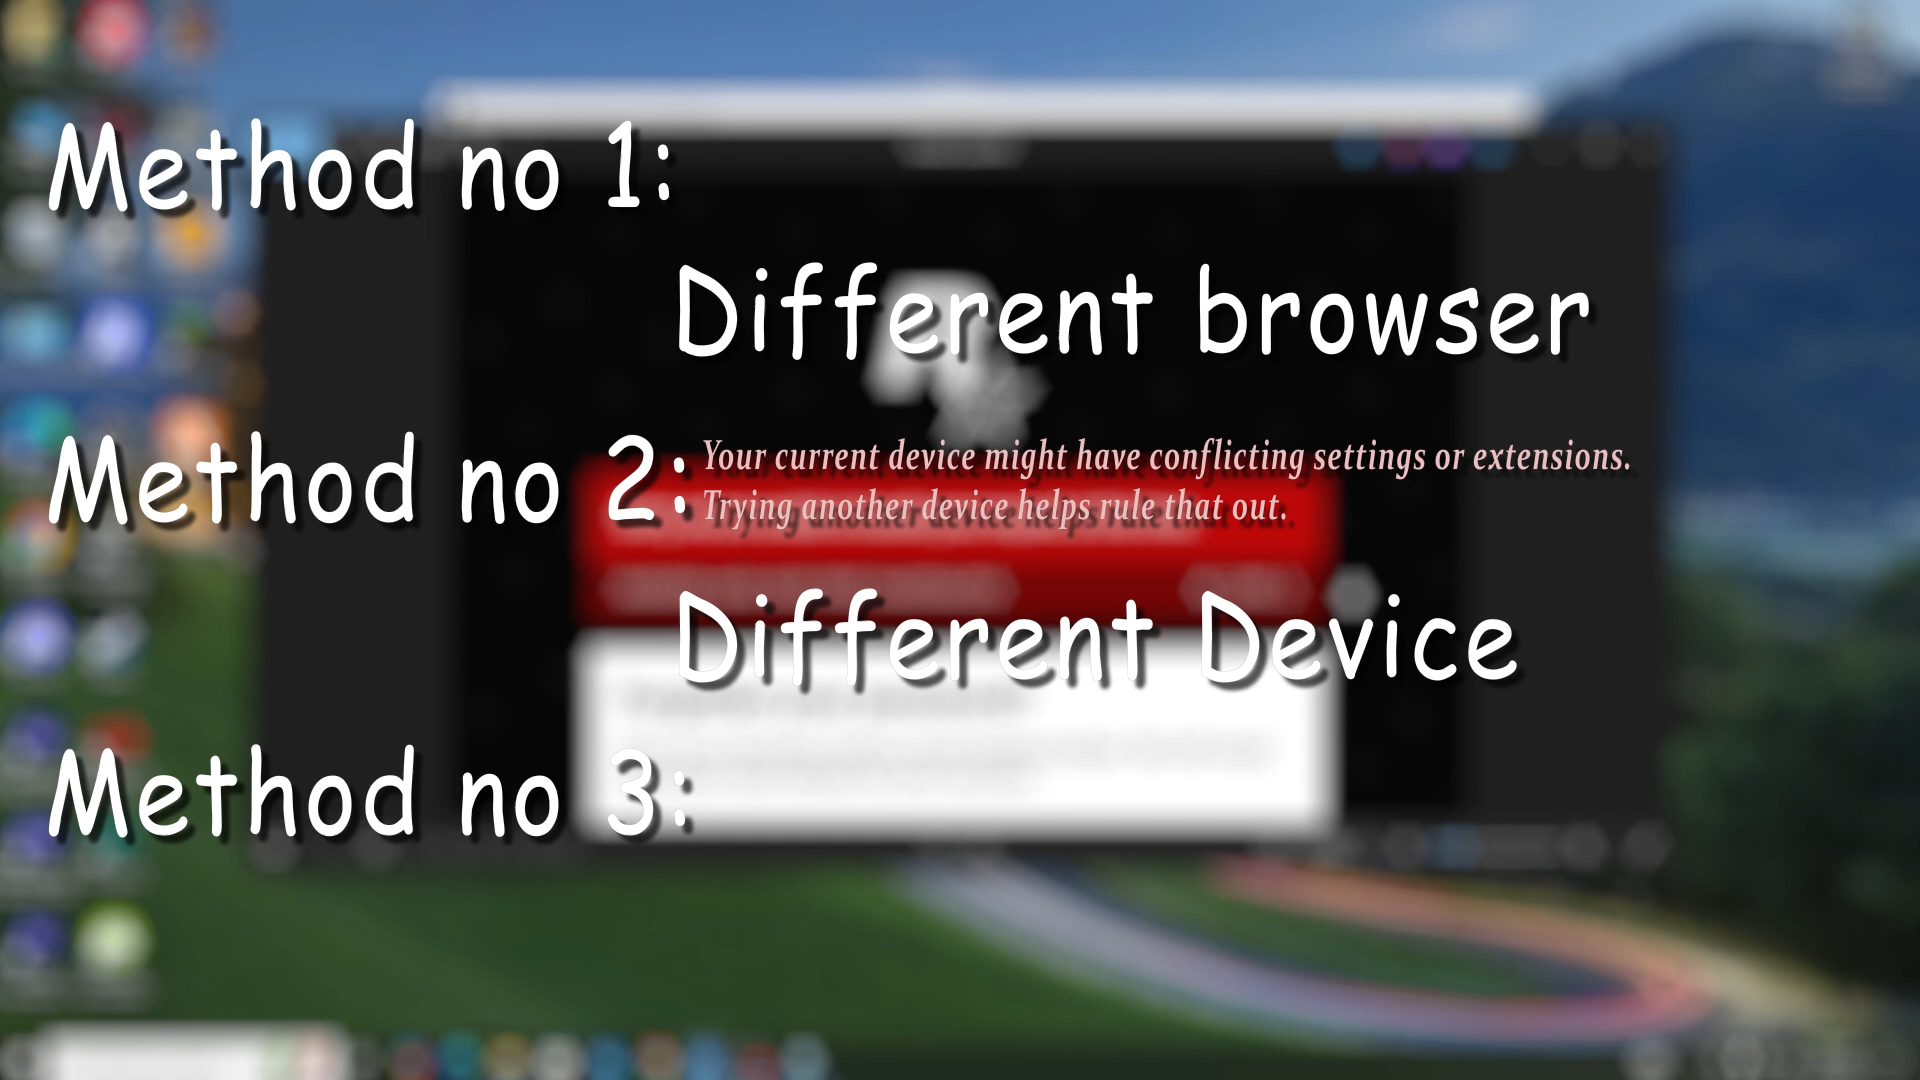 Method no 1:
Different browser
Method no 2:
Your current device might have conflicting settings or extensions.
Trying another device helps rule that out.
Different Device
Method no 3: